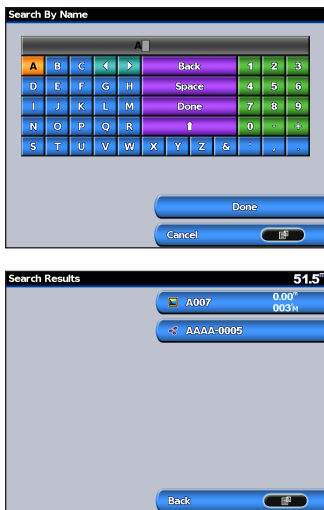 Search By Name
A
A B C Back 1 2 3
D E F G H Space 4 5 6
I J K L M Done 7 8 9
N O P Q R 0 - +
S T U V W X Y Z & ' , .
Done
Cancel
Search Results 51.5°
A007 0.00m
003M
AAAA-0005
Back